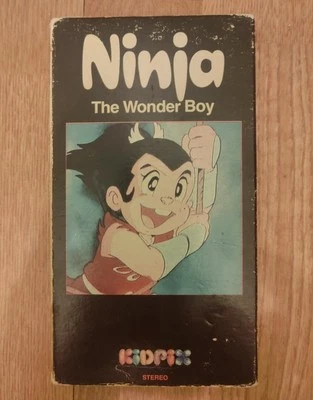 Ninja
The Wonder Boy
KIDPIX
STEREO